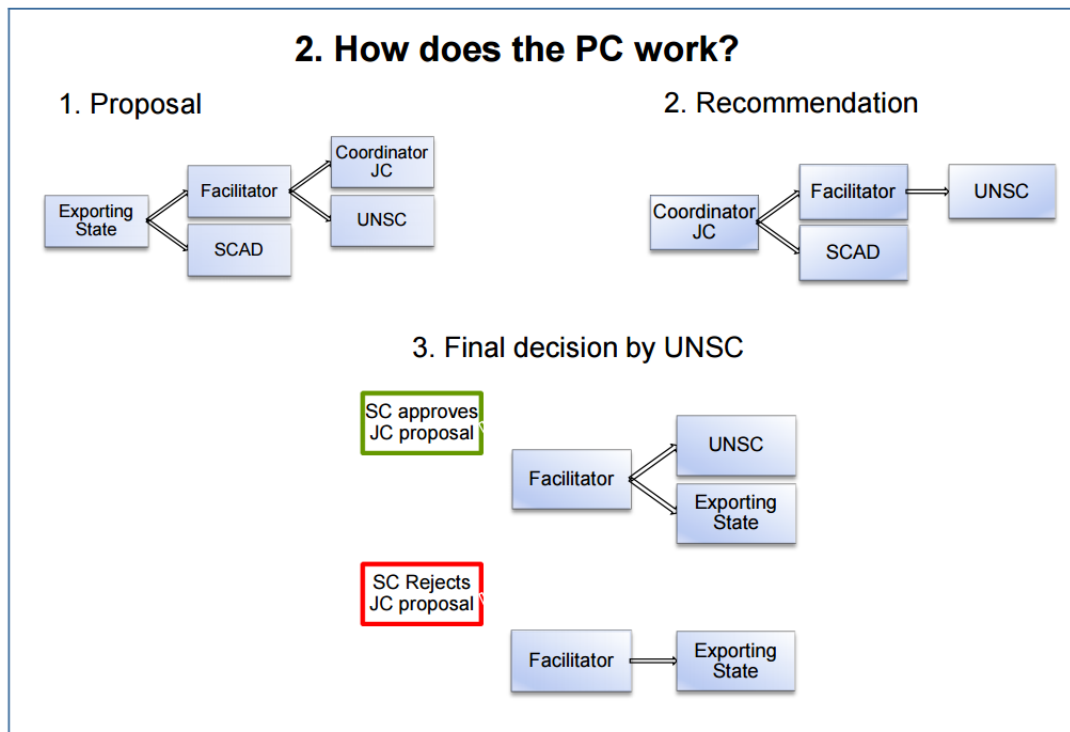 2. How does the PC work?
1. Proposal
Exporting
State
Facilitator
SCAD
Coordinator
JC
UNSC
2. Recommendation
Coordinator
JC
Facilitator
SCAD
UNSC
3. Final decision by UNSC
SC approves
JC proposal
Facilitator
UNSC
Exporting
State
SC Rejects
JC proposal
Facilitator
Exporting
State